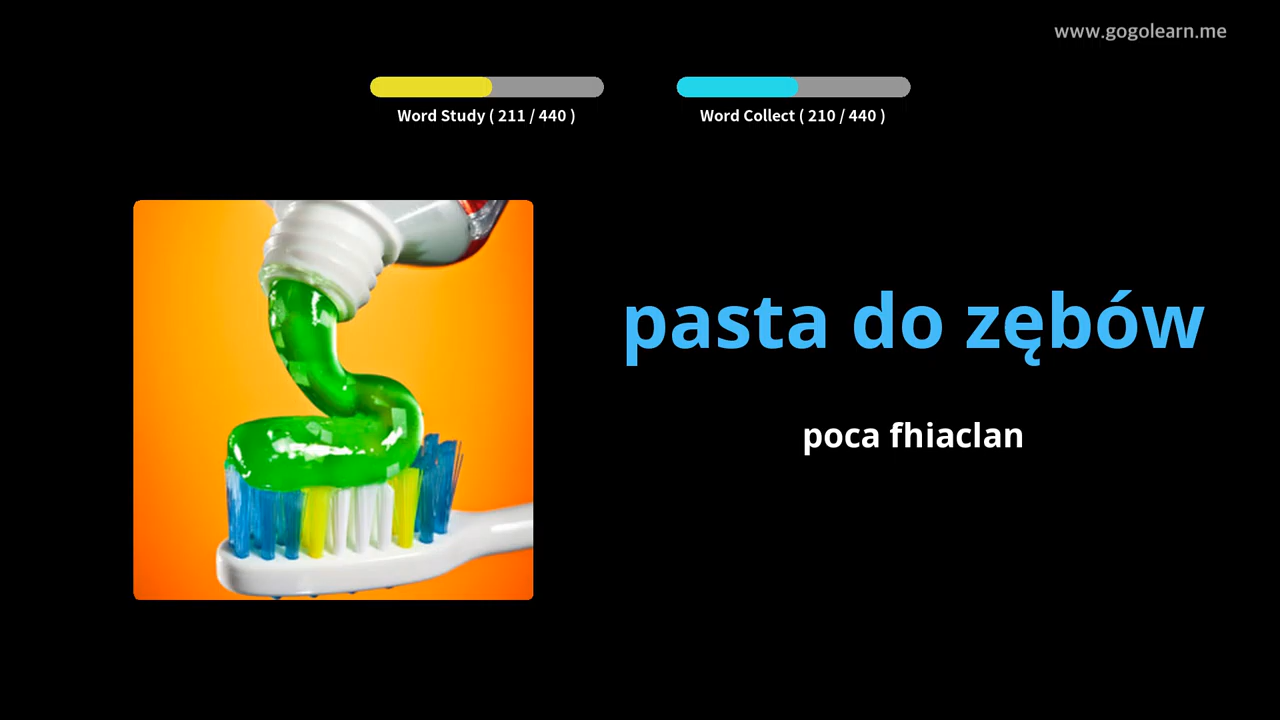 www.gogolearn.me
Word Study ( 211 / 440 )
Word Collect ( 210 / 440 )
pasta do zębów
poca fhiaclan